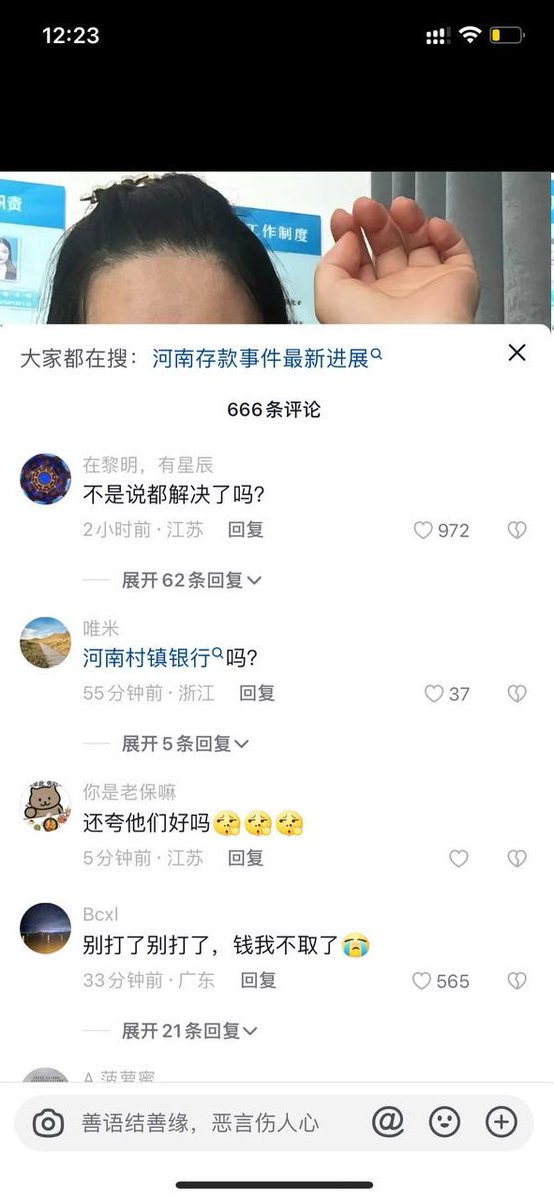 12:23
职责
工作制度
大家都在搜：河南存款事件最新进展
666条评论
在黎明，有星辰
不是说都解决了吗?
2小时前 · 江苏 回复
972
展开62条回复
唯米
河南村镇银行吗?
55分钟前 · 浙江 回复
37
展开5条回复
你是老保嘛
还夸他们好吗
5分钟前 · 江苏 回复
Bcxl
别打了别打了，钱我不取了
33分钟前 · 广东 回复
565
展开21条回复
A 菠萝蜜
善语结善缘，恶言伤人心